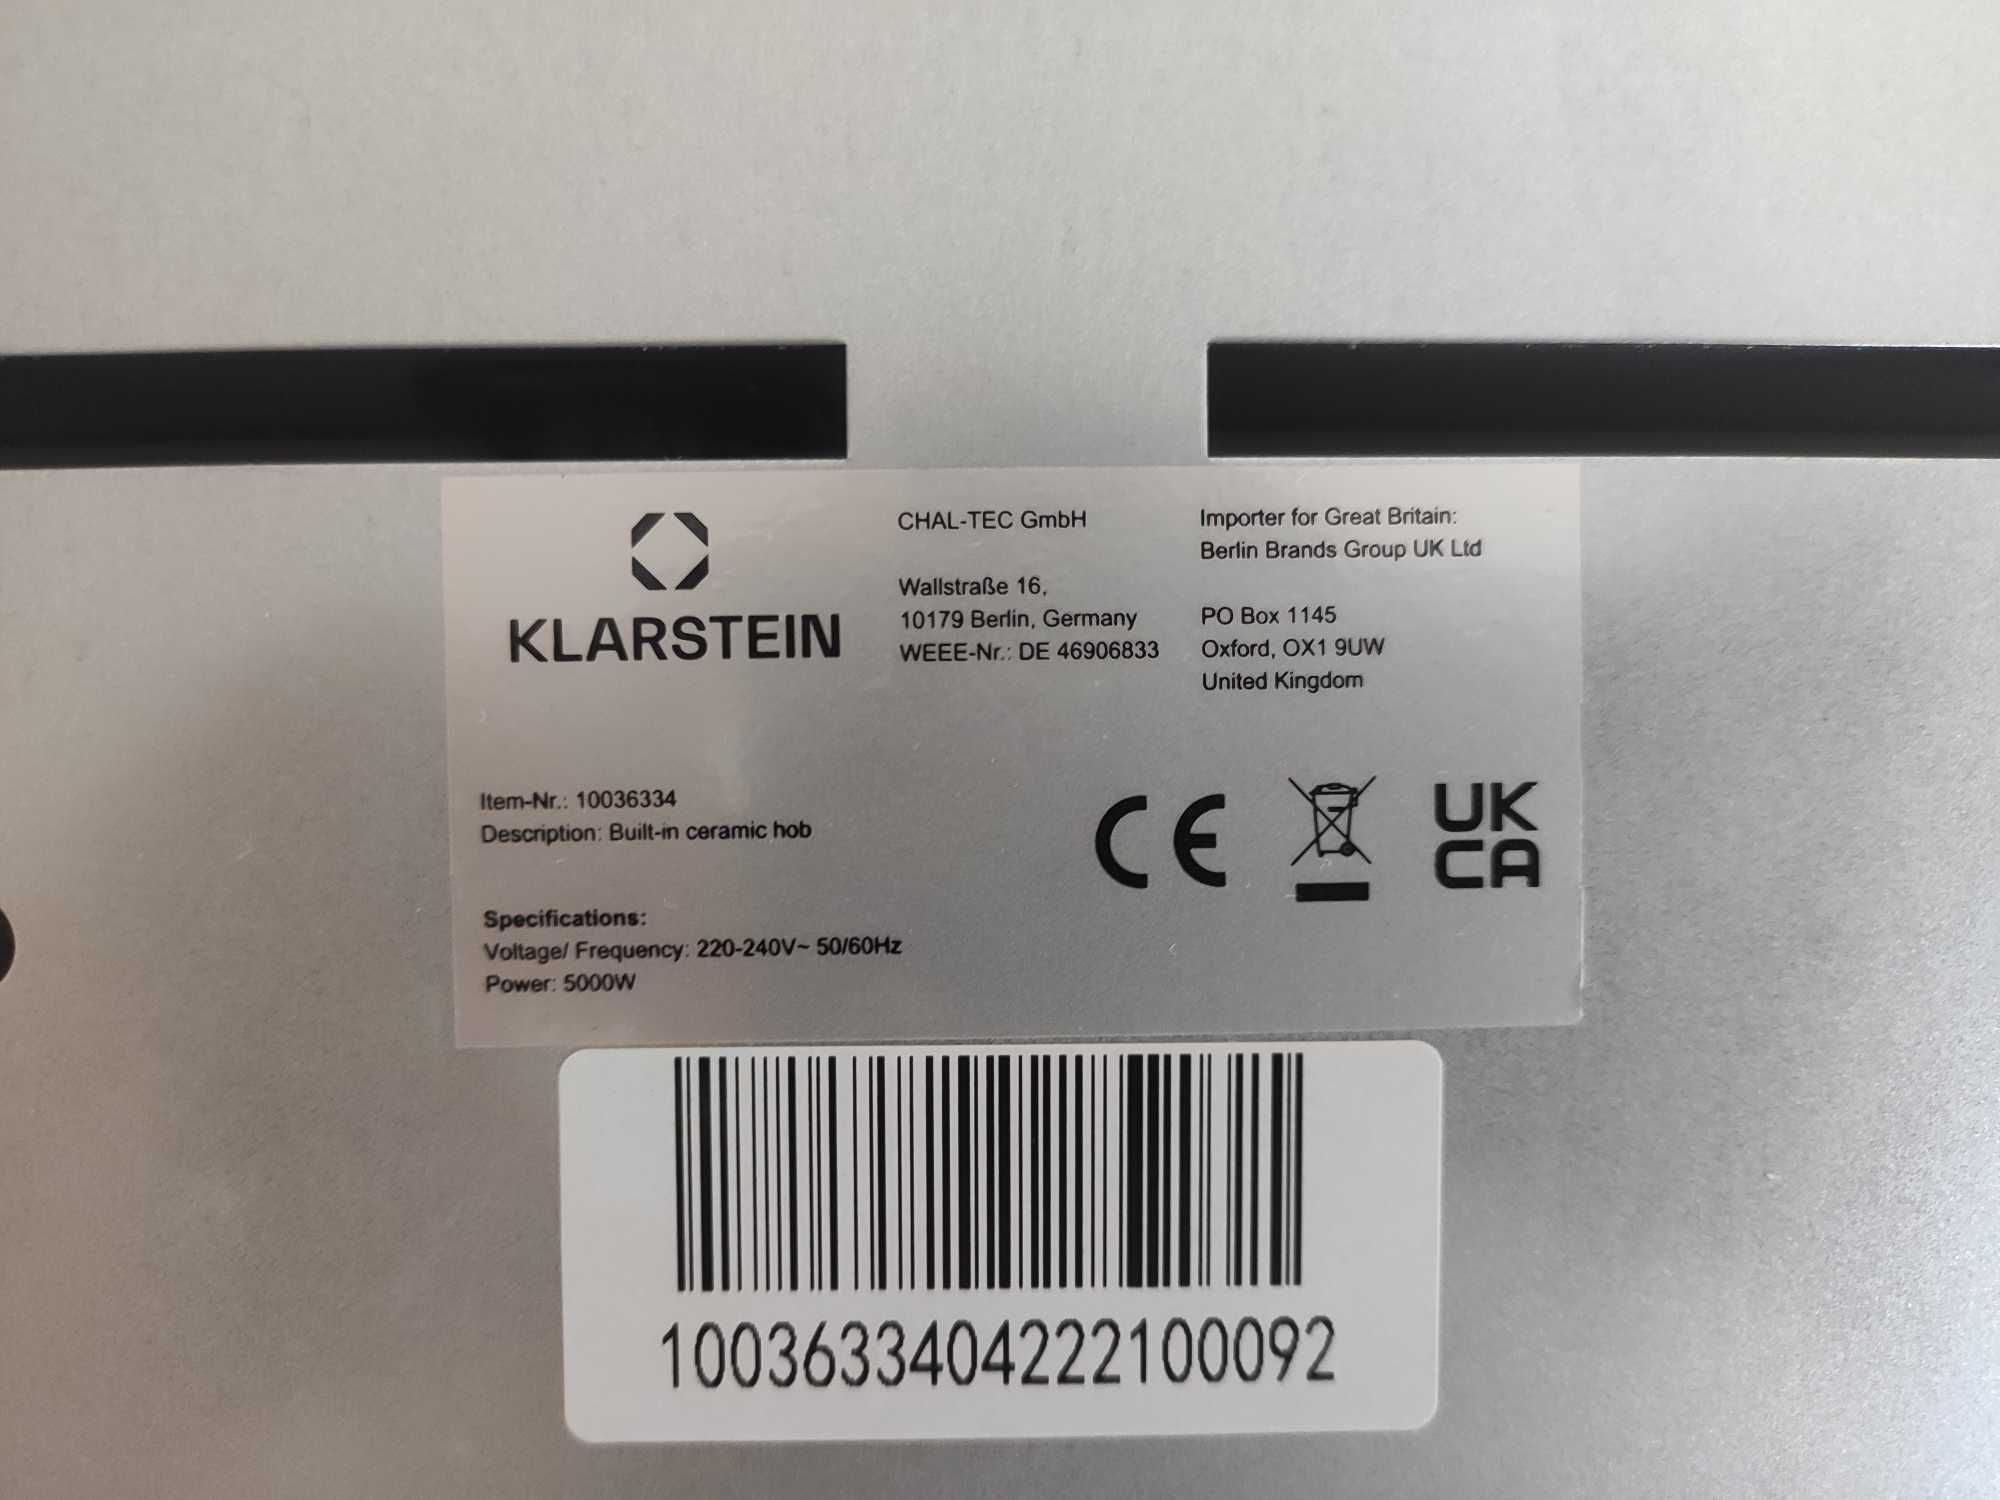 KLARSTEIN
CHAL-TEC GmbH
Wallstraße 16,
10179 Berlin, Germany
WEEE-Nr.: DE 46906833
Importer for Great Britain:
Berlin Brands Group UK Ltd
PO Box 1145
Oxford, OX1 9UW
United Kingdom
Item-Nr.: 10036334
Description: Built-in ceramic hob
CE
UK
CA
Specifications:
Voltage/ Frequency: 220-240V~ 50/60Hz
Power: 5000W
1003633404222100092